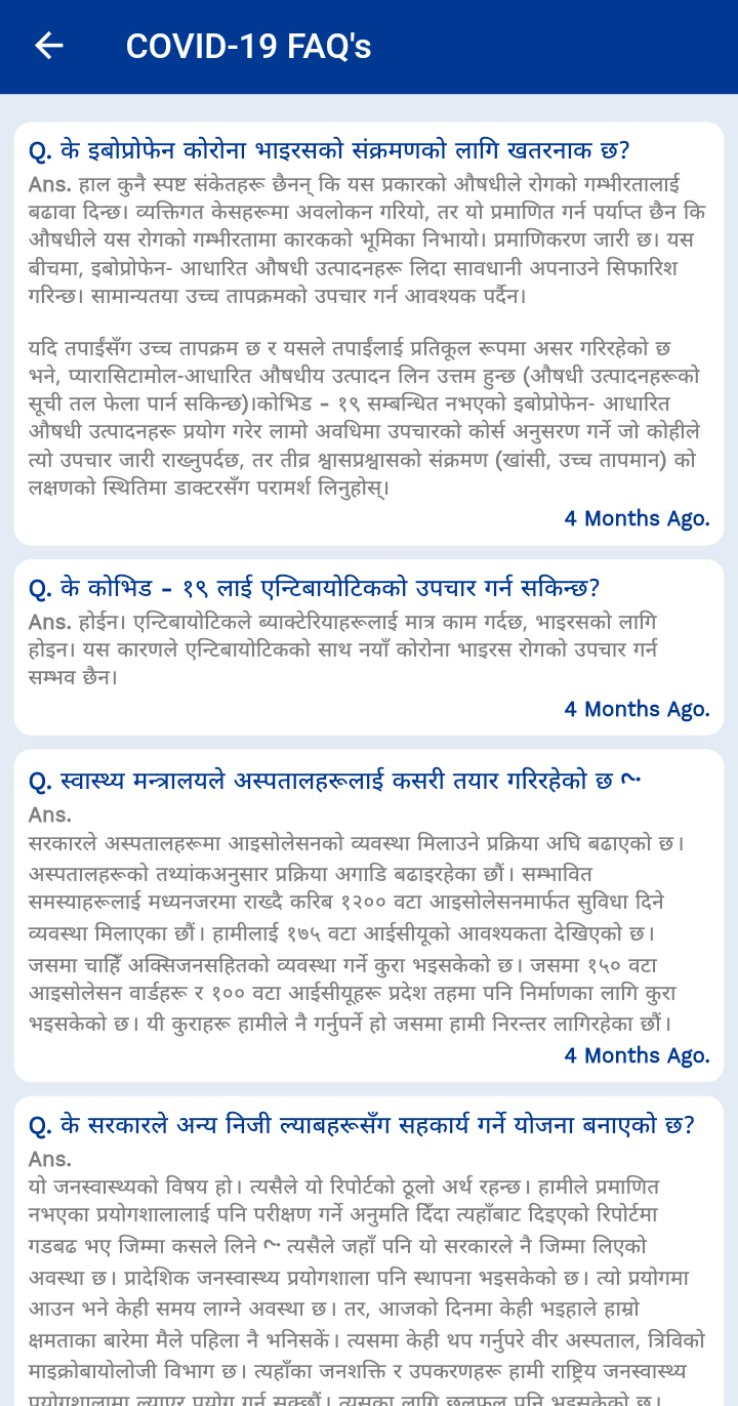 COVID-19 FAQ's
Q. के इबोप्रोफेन कोरोना भाइरसको संक्रमणको लागि खतरनाक छ?
Ans. हाल कुनै स्पष्ट संकेतहरू छैनन् कि यस प्रकारको औषधीले रोगको गम्भीरतालाई
बढावा दिन्छ। व्यक्तिगत केसहरूमा अवलोकन गरियो, तर यो प्रमाणित गर्न पर्याप्त छैन कि
औषधीले यस रोगको गम्भीरतामा कारकको भूमिका निभायो। प्रमाणिकरण जारी छ। यस
बीचमा, इबोप्रोफेन- आधारित औषधी उत्पादनहरू लिदा सावधानी अपनाउने सिफारिश
गरिन्छ। सामान्यतया उच्च तापक्रमको उपचार गर्न आवश्यक पर्दैन।
यदि तपाईंसँग उच्च तापक्रम छ र यसले तपाईंलाई प्रतिकूल रूपमा असर गरिरहेको छ
भने, प्यारासिटामोल-आधारित औषधीय उत्पादन लिन उत्तम हुन्छ (औषधी उत्पादनहरूको
सूची तल फेला पार्न सकिन्छ)।कोभिड - १९ सम्बन्धित नभएको इबोप्रोफेन- आधारित
औषधी उत्पादनहरू प्रयोग गरेर लामो अवधिमा उपचारको कोर्स अनुसरण गर्ने जो कोहीले
त्यो उपचार जारी राख्नुपर्दछ, तर तीव्र श्वासप्रश्वासको संक्रमण (खांसी, उच्च तापमान) को
लक्षणको स्थितिमा डाक्टरसँग परामर्श लिनुहोस्।
4 Months Ago.
Q. के कोभिड - १९ लाई एन्टिबायोटिकको उपचार गर्न सकिन्छ?
Ans. होईन। एन्टिबायोटिकले ब्याक्टेरियाहरूलाई मात्र काम गर्दछ, भाइरसको लागि
होइन। यस कारणले एन्टिबायोटिकको साथ नयाँ कोरोना भाइरस रोगको उपचार गर्न
सम्भव छैन।
4 Months Ago.
Q. स्वास्थ्य मन्त्रालयले अस्पतालहरूलाई कसरी तयार गरिरहेको छ ॽ
Ans.
सरकारले अस्पतालहरूमा आइसोलेसनको व्यवस्था मिलाउने प्रक्रिया अघि बढाएको छ।
अस्पतालहरूको तथ्यांकअनुसार प्रक्रिया अगाडि बढाइरहेका छौं। सम्भावित
समस्याहरूलाई मध्यनजरमा राख्दै करिब १२०० वटा आइसोलेसनमार्फत सुविधा दिने
व्यवस्था मिलाएका छौं। हामीलाई १७५ वटा आईसीयूको आवश्यकता देखिएको छ।
जसमा चाहिँ अक्सिजनसहितको व्यवस्था गर्ने कुरा भइसकेको छ। जसमा १५० वटा
आइसोलेसन वार्डहरू र १०० वटा आईसीयूहरू प्रदेश तहमा पनि निर्माणका लागि कुरा
भइसकेको छ। यी कुराहरू हामीले नै गर्नुपर्ने हो जसमा हामी निरन्तर लागिरहेका छौं।
4 Months Ago.
Q. के सरकारले अन्य निजी ल्याबहरूसँग सहकार्य गर्ने योजना बनाएको छ?
Ans.
यो जनस्वास्थ्यको विषय हो। त्यसैले यो रिपोर्टको ठूलो अर्थ रहन्छ। हामीले प्रमाणित
नभएका प्रयोगशालालाई पनि परीक्षण गर्ने अनुमति दिँदा त्यहाँबाट दिइएको रिपोर्टमा
गडबढ भए जिम्मा कसले लिने ॽ त्यसैले जहाँ पनि यो सरकारले नै जिम्मा लिएको
अवस्था छ। प्रादेशिक जनस्वास्थ्य प्रयोगशाला पनि स्थापना भइसकेको छ। त्यो प्रयोगमा
आउन भने केही समय लाग्ने अवस्था छ। तर, आजको दिनमा केही भइहाले हाम्रो
क्षमताका बारेमा मैले पहिला नै भनिसकें। त्यसमा केही थप गर्नुपरे वीर अस्पताल, त्रिविको
माइक्रोबायोलोजी विभाग छ। त्यहाँका जनशक्ति र उपकरणहरू हामी राष्ट्रिय जनस्वास्थ्य
प्रयोगशालामा ल्याएर प्रयोग गर्न सक्छौं। त्यसका लागि छलफल पनि भइसकेको छ।